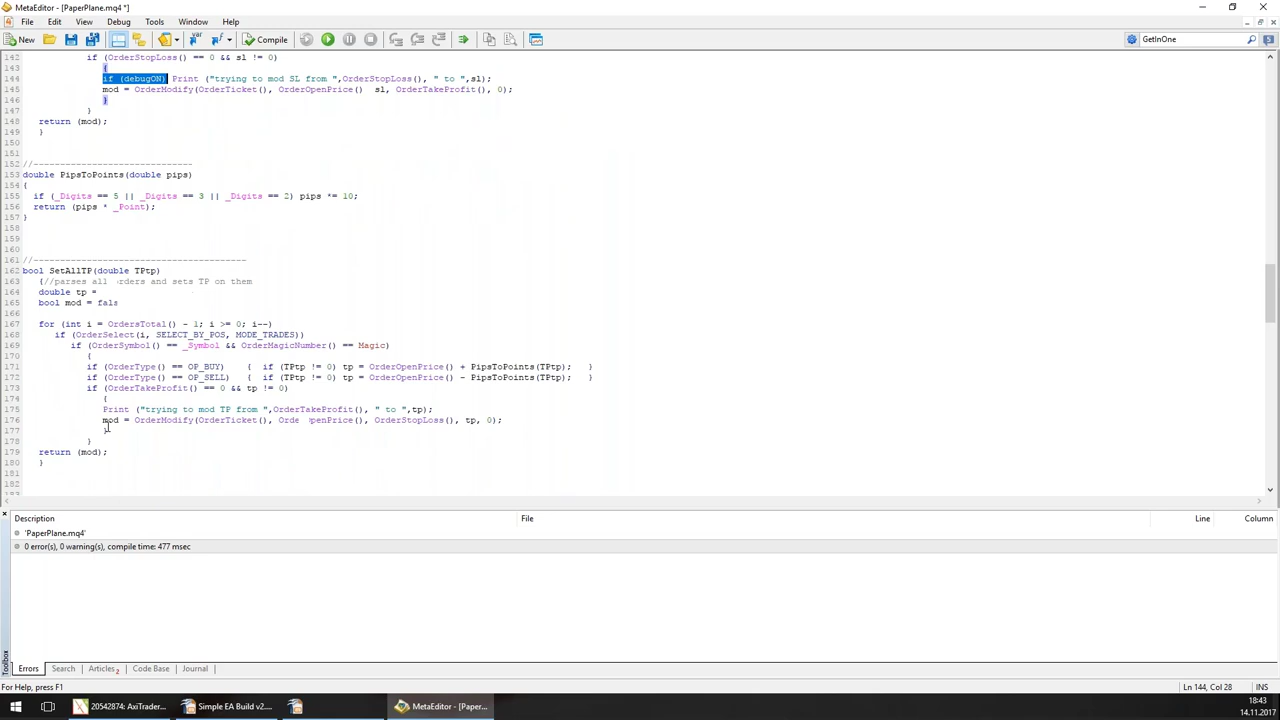 MetaEditor - [PaperPlane.mq4 *]
File Edit View Debug Tools Window Help
New Compile GetInOne
142 if (OrderStopLoss() == 0 && sl != 0)
143 {
144 if (debugON) Print ("trying to mod SL from ",OrderStopLoss(), " to ",sl);
145 mod = OrderModify(OrderTicket(), OrderOpenPrice() sl, OrderTakeProfit(), 0);
146 }
147 }
148 return (mod);
149 }
150
151
152 //------------------------------
153 double PipsToPoints(double pips)
154 {
155 if (_Digits == 5 || _Digits == 3 || _Digits == 2) pips *= 10;
156 return (pips * _Point);
157 }
158
159
160
161 //----------------------------------------
162 bool SetAllTP(double TPtp)
163 {//parses all orders and sets TP on them
164 double tp =
165 bool mod = fals
166
167 for (int i = OrdersTotal() - 1; i >= 0; i--)
168 if (OrderSelect(i, SELECT_BY_POS, MODE_TRADES))
169 if (OrderSymbol() == _Symbol && OrderMagicNumber() == Magic)
170 {
171 if (OrderType() == OP_BUY) { if (TPtp != 0) tp = OrderOpenPrice() + PipsToPoints(TPtp); }
172 if (OrderType() == OP_SELL) { if (TPtp != 0) tp = OrderOpenPrice() - PipsToPoints(TPtp); }
173 if (OrderTakeProfit() == 0 && tp != 0)
174 {
175 Print ("trying to mod TP from ",OrderTakeProfit(), " to ",tp);
176 mod = OrderModify(OrderTicket(), Orde penPrice(), OrderStopLoss(), tp, 0);
177 }
178 }
179 return (mod);
180 }
181
182
Description File Line Column
'PaperPlane.mq4'
0 error(s), 0 warning(s), compile time: 477 msec
Toolbox
Errors Search Articles 2 Code Base Journal
For Help, press F1 Ln 144, Col 28 INS
20542874: AxiTrader... Simple EA Build v2.... MetaEditor - [Paper... 18:43
14.11.2017